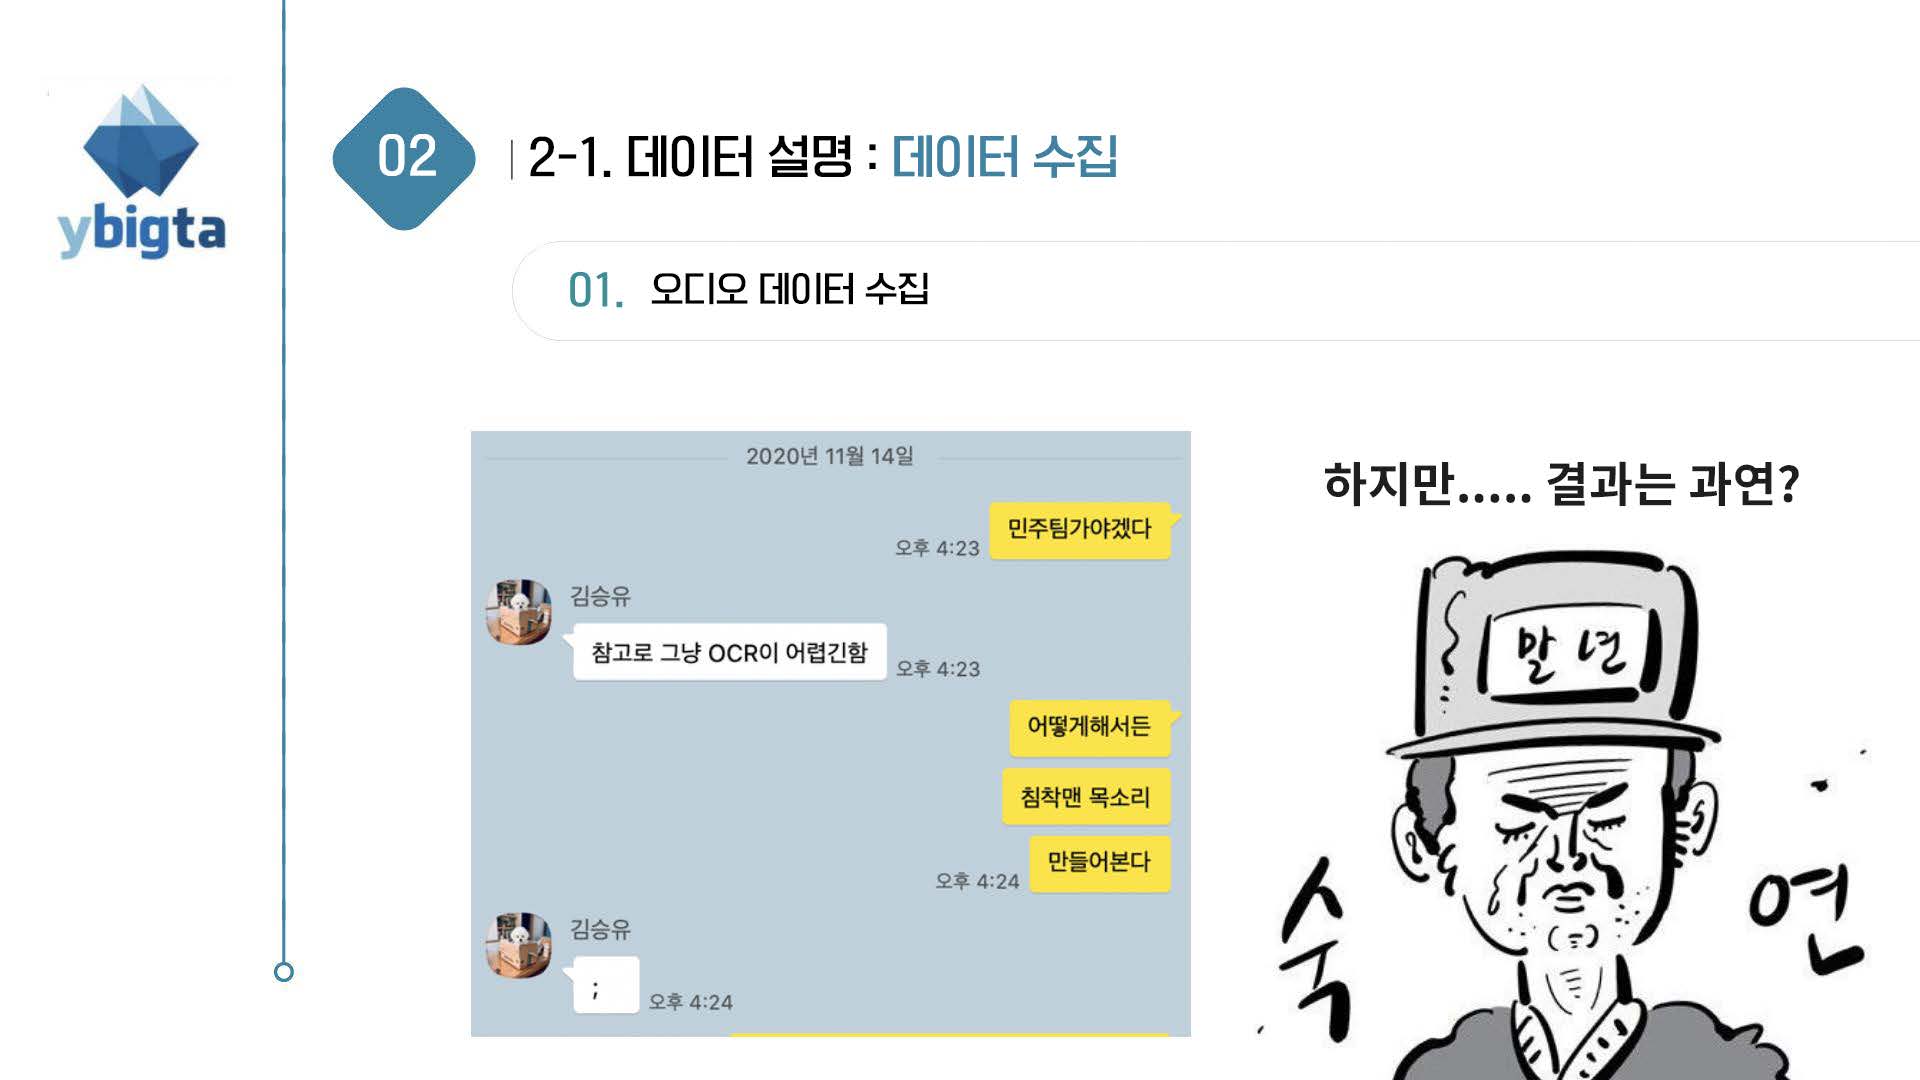 ybigta
02
2-1. 데이터 설명 : 데이터 수집
01. 오디오 데이터 수집
2020년 11월 14일
민주팀가야겠다
오후 4:23
김승유
참고로 그냥 OCR이 어렵긴함
오후 4:23
어떻게해서든
침착맨 목소리
만들어본다
오후 4:24
김승유
;
오후 4:24
하지만..... 결과는 과연?
말년
숙연